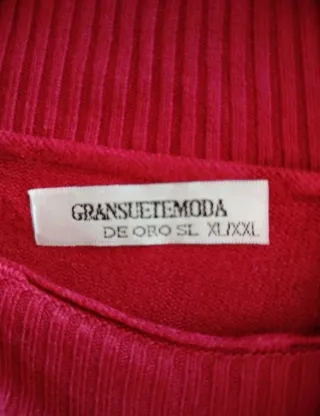 GRANSUETEMODA
DE ORO SL XL/XXL